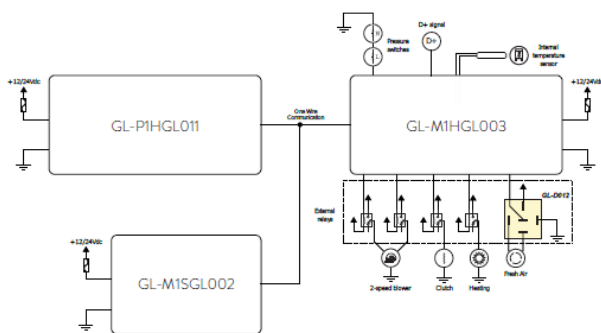 D+ signal
H
Pressure
switches
L
D+
Internal
temperature
sensor
+12/24Vdc
+12/24Vdc
GL-P1HGL011
One Wire
Communication
GL-M1HGL003
GL-D012
External
relays
+12/24Vdc
GL-M1SGL002
2-speed blower
Clutch
Heating
Fresh Air